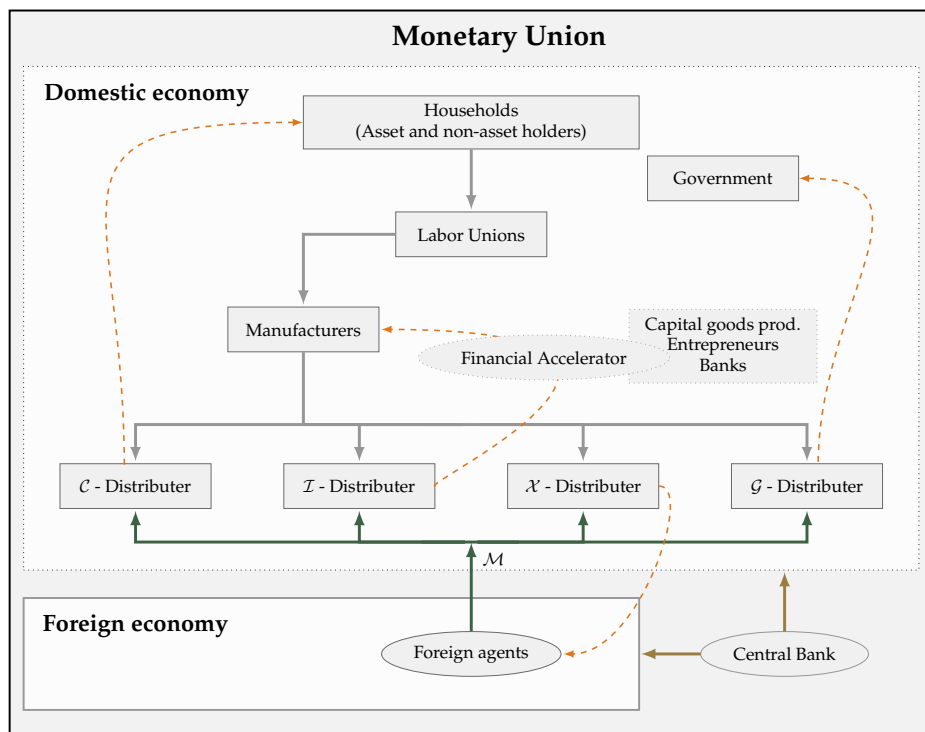 Monetary Union
Domestic economy
Households
(Asset and non-asset holders)
Government
Labor Unions
Manufacturers
Capital goods prod.
Entrepreneurs
Banks
Financial Accelerator
𝒞 - Distributer
ℐ - Distributer
𝒳 - Distributer
𝒢 - Distributer
ℳ
Foreign economy
Foreign agents
Central Bank